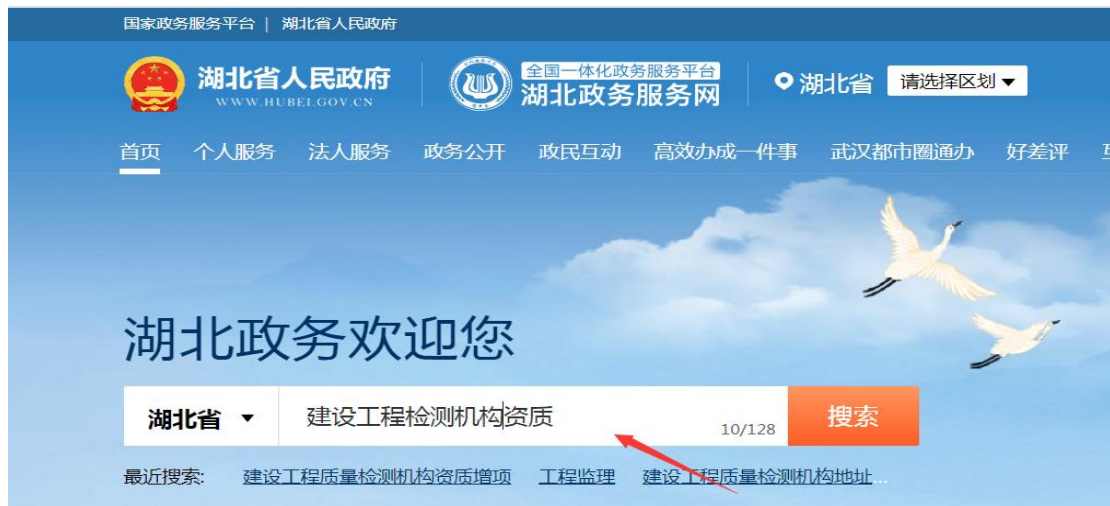 国家政务服务平台 | 湖北省人民政府
湖北省人民政府
WWW.HUBEI.GOV.CN
全国一体化政务服务平台
湖北政务服务网
湖北省 请选择区划
首页 个人服务 法人服务 政务公开 政民互动 高效办成一件事 武汉都市圈通办 好差评
湖北政务欢迎您
湖北省 建设工程检测机构资质 10/128 搜索
最近搜索: 建设工程质量检测机构资质增项 工程监理 建设工程质量检测机构地址...